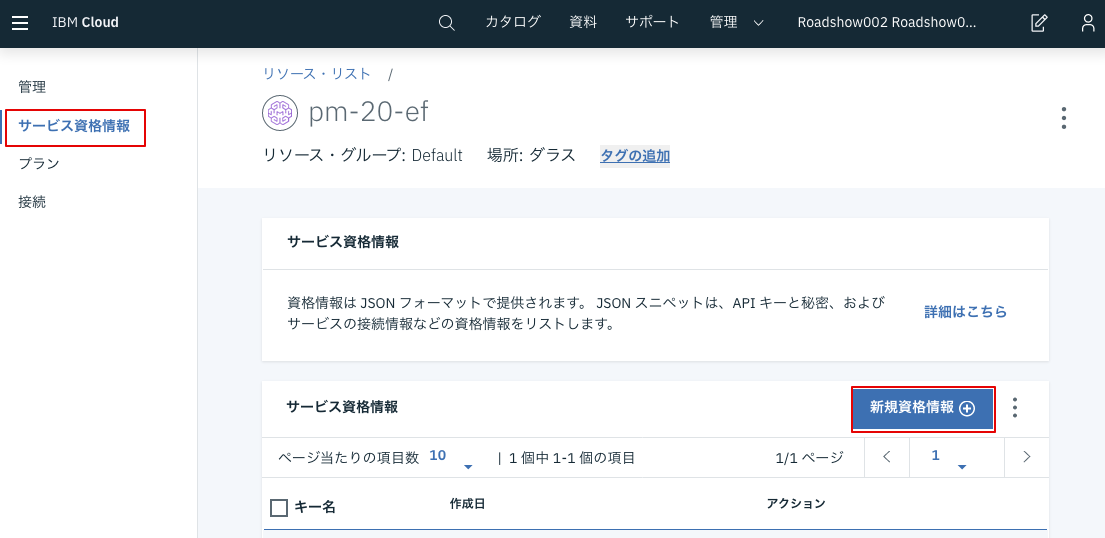 IBM Cloud
カタログ 資料 サポート 管理 Roadshow002 Roadshow0...
管理
サービス資格情報
プラン
接続
リソース・リスト /
pm-20-ef
リソース・グループ: Default 場所: ダラス タグの追加
サービス資格情報
資格情報は JSON フォーマットで提供されます。 JSON スニペットは、API キーと秘密、および
サービスの接続情報などの資格情報をリストします。
詳細はこちら
サービス資格情報
新規資格情報
ページ当たりの項目数 10 | 1 個中 1-1 個の項目
1/1 ページ
1
キー名 作成日 アクション